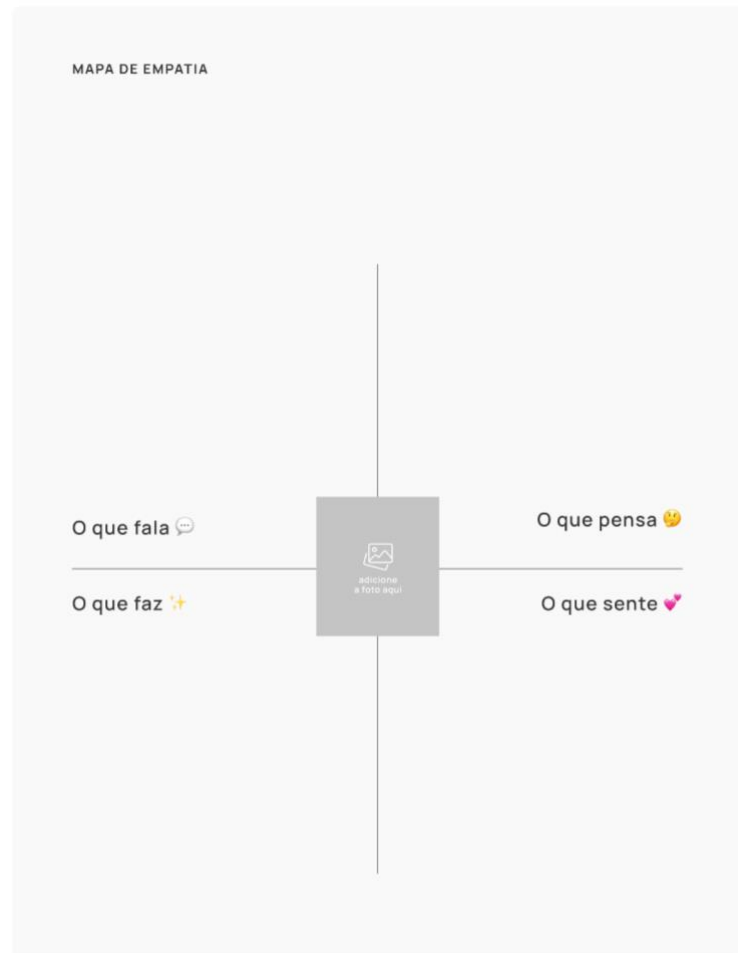 MAPA DE EMPATIA
O que fala 💬
O que pensa 🤔
adicione
a foto aqui
O que faz ✨
O que sente 💕